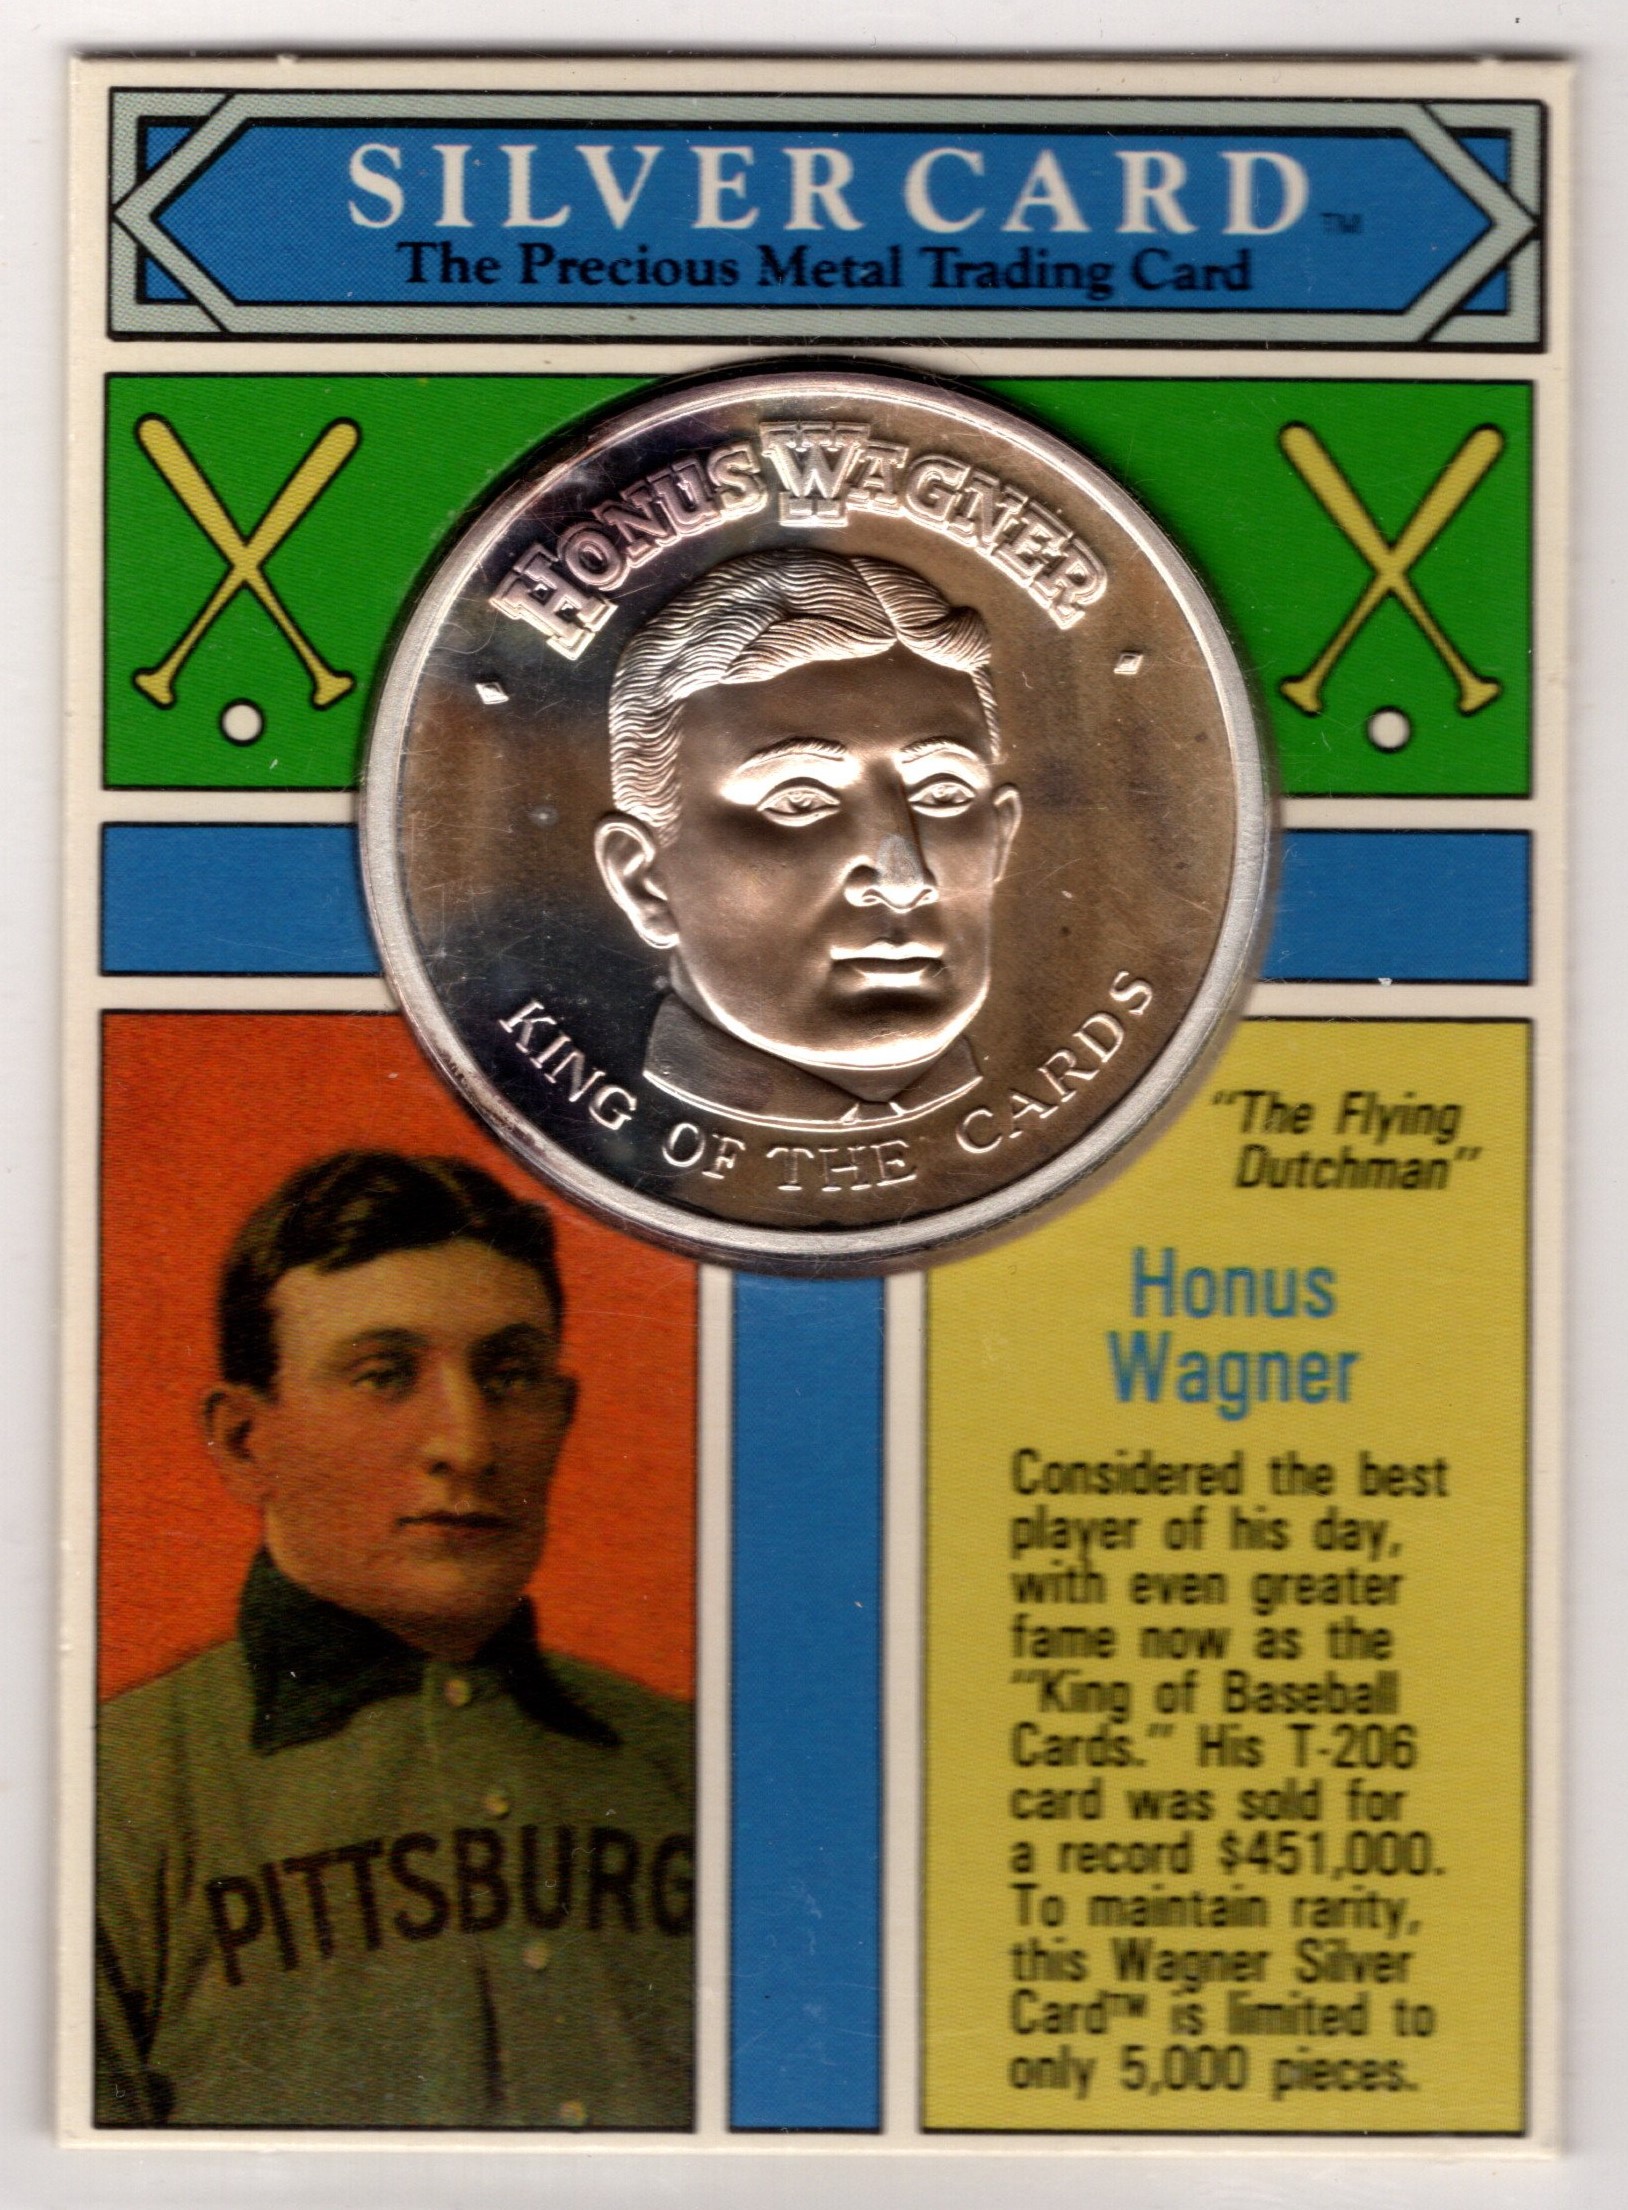 SILVER CARD™
The Precious Metal Trading Card
HONUS WAGNER
KING OF THE CARDS
"The Flying
Dutchman"
Honus
Wagner
Considered the best
player of his day,
with even greater
fame now as the
"King of Baseball
Cards." His T-206
card was sold for
a record $451,000.
To maintain rarity,
this Wagner Silver
Card™ is limited to
only 5,000 pieces.
PITTSBURG